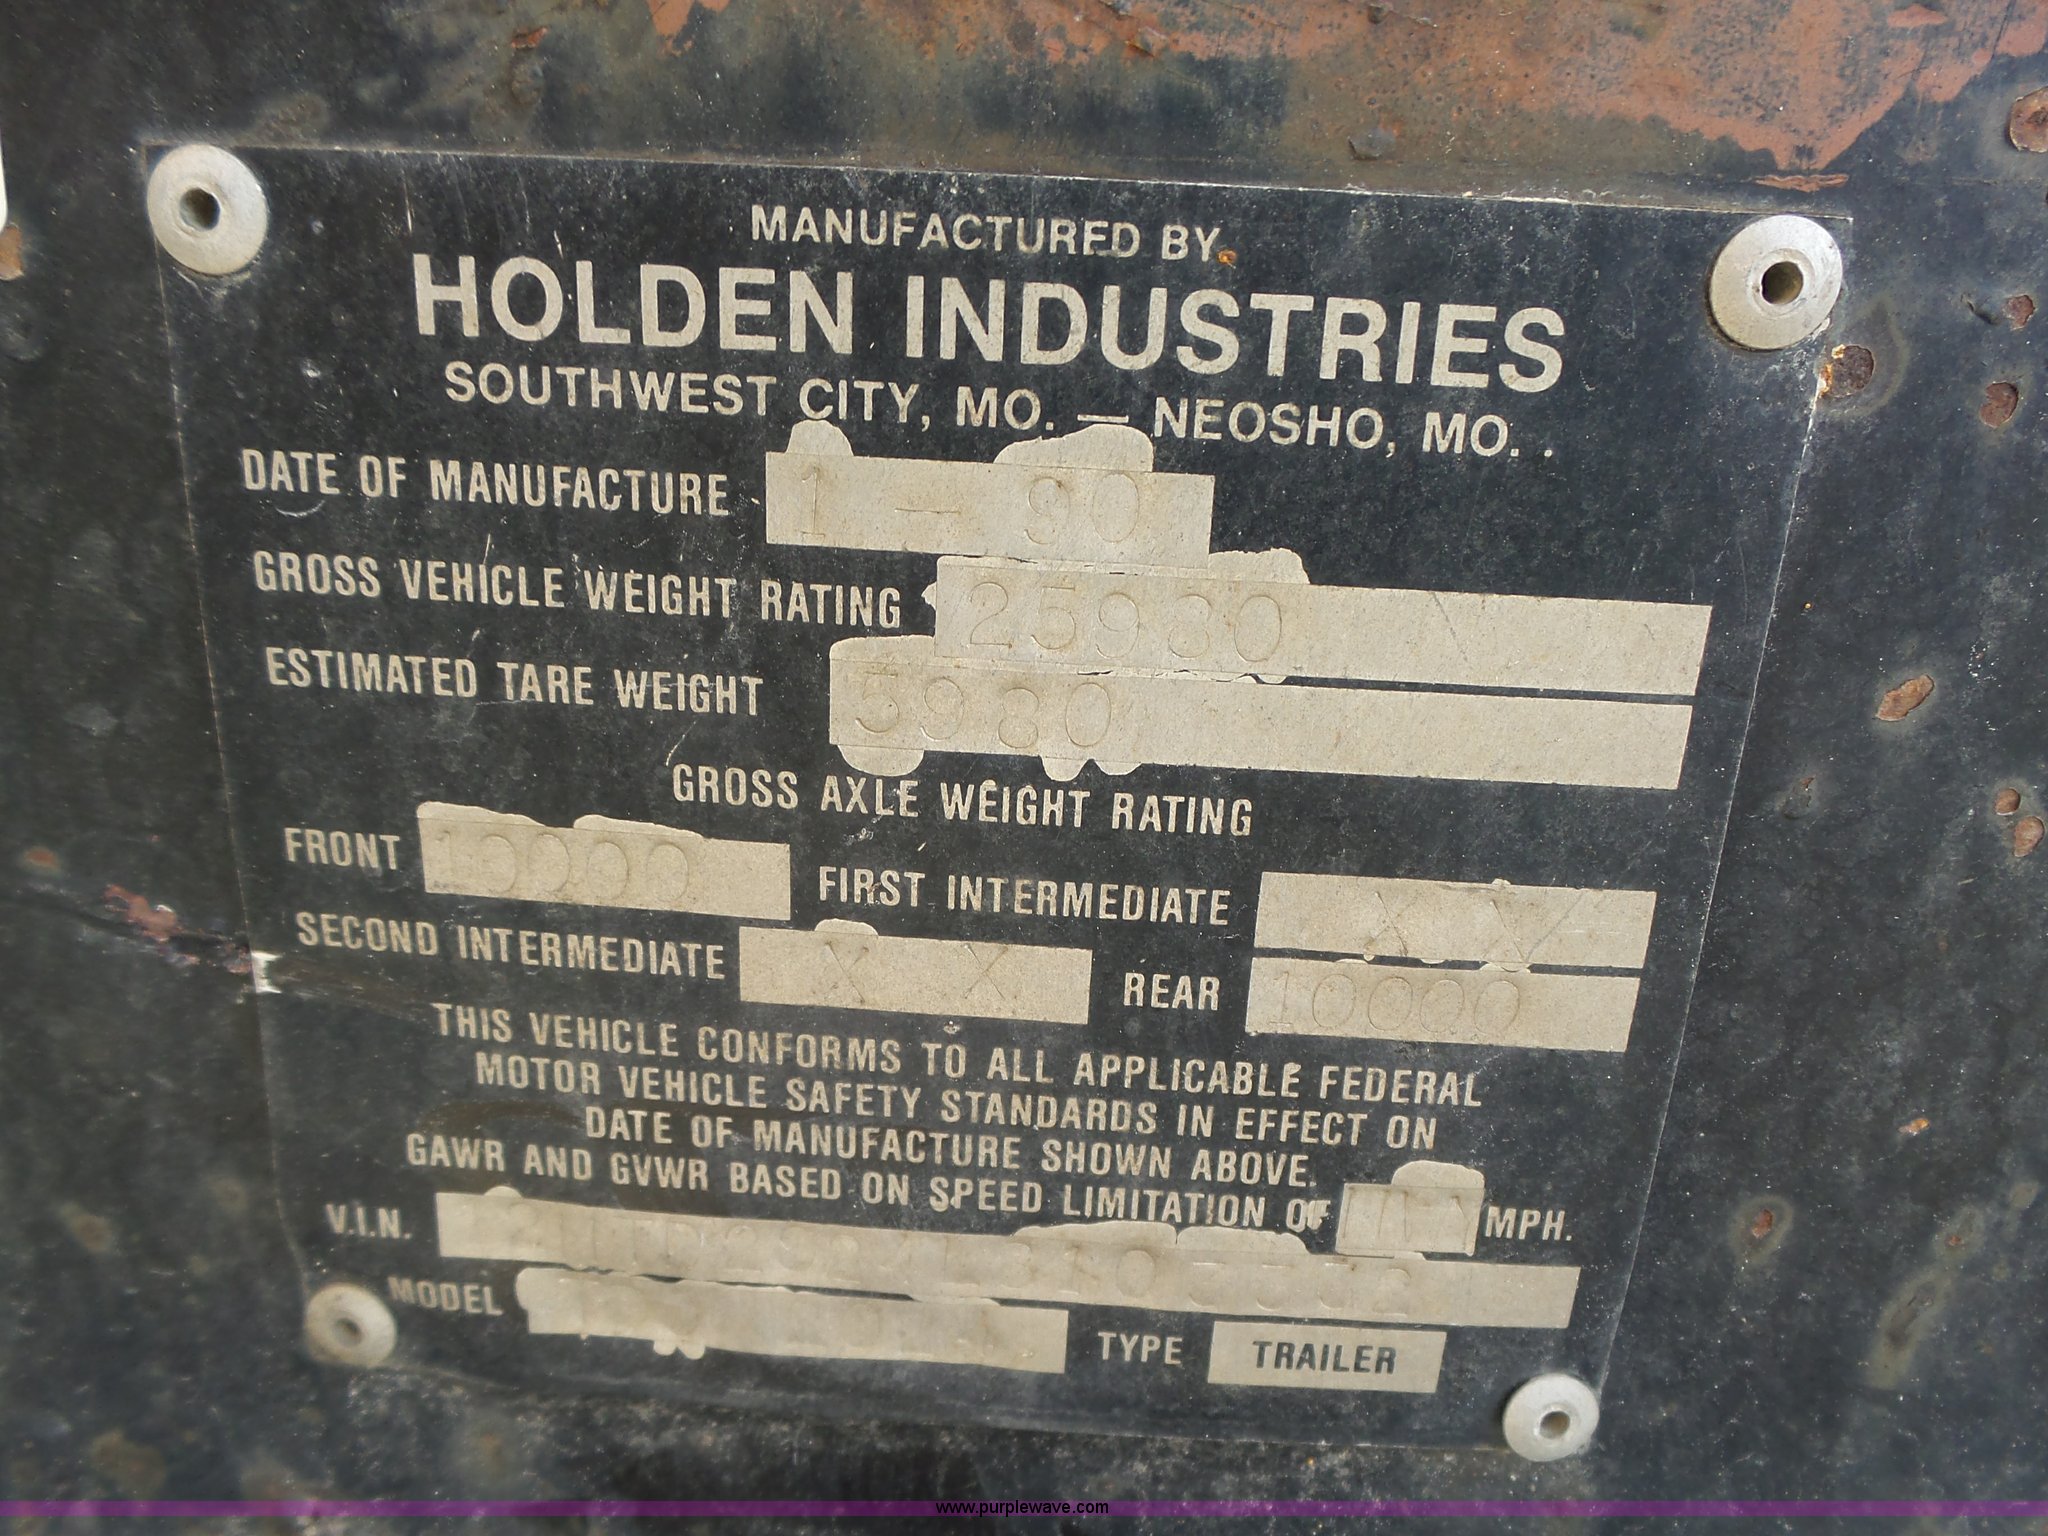 MANUFACTURED BY
HOLDEN INDUSTRIES
SOUTHWEST CITY, MO. — NEOSHO, MO. .
DATE OF MANUFACTURE 1 - 90
GROSS VEHICLE WEIGHT RATING 25980
ESTIMATED TARE WEIGHT 5980
GROSS AXLE WEIGHT RATING
FRONT 10000 FIRST INTERMEDIATE X X
SECOND INTERMEDIATE X X REAR 10000
THIS VEHICLE CONFORMS TO ALL APPLICABLE FEDERAL
MOTOR VEHICLE SAFETY STANDARDS IN EFFECT ON
DATE OF MANUFACTURE SHOWN ABOVE.
GAWR AND GVWR BASED ON SPEED LIMITATION OF MPH.
V.I.N.
MODEL TYPE TRAILER
www.purplewave.com